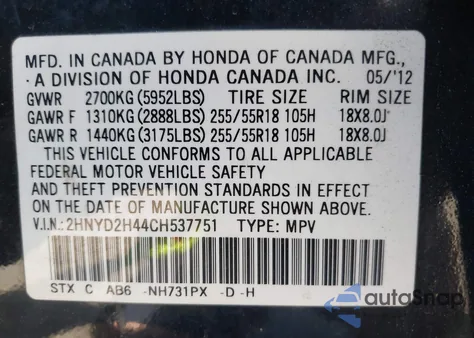 MFD. IN CANADA BY HONDA OF CANADA MFG.,
· A DIVISION OF HONDA CANADA INC. 05/'12
GVWR 2700KG (5952LBS) TIRE SIZE RIM SIZE
GAWR F 1310KG (2888LBS) 255/55R18 105H 18X8.0J
GAWR R 1440KG (3175LBS) 255/55R18 105H 18X8.0J
THIS VEHICLE CONFORMS TO ALL APPLICABLE
FEDERAL MOTOR VEHICLE SAFETY
AND THEFT PREVENTION STANDARDS IN EFFECT
ON THE DATE OF MANUFACTURE SHOWN ABOVE.
V.I.N.:2HNYD2H44CH537751 TYPE: MPV
STX C AB6 -NH731PX -D -H
autoSnap